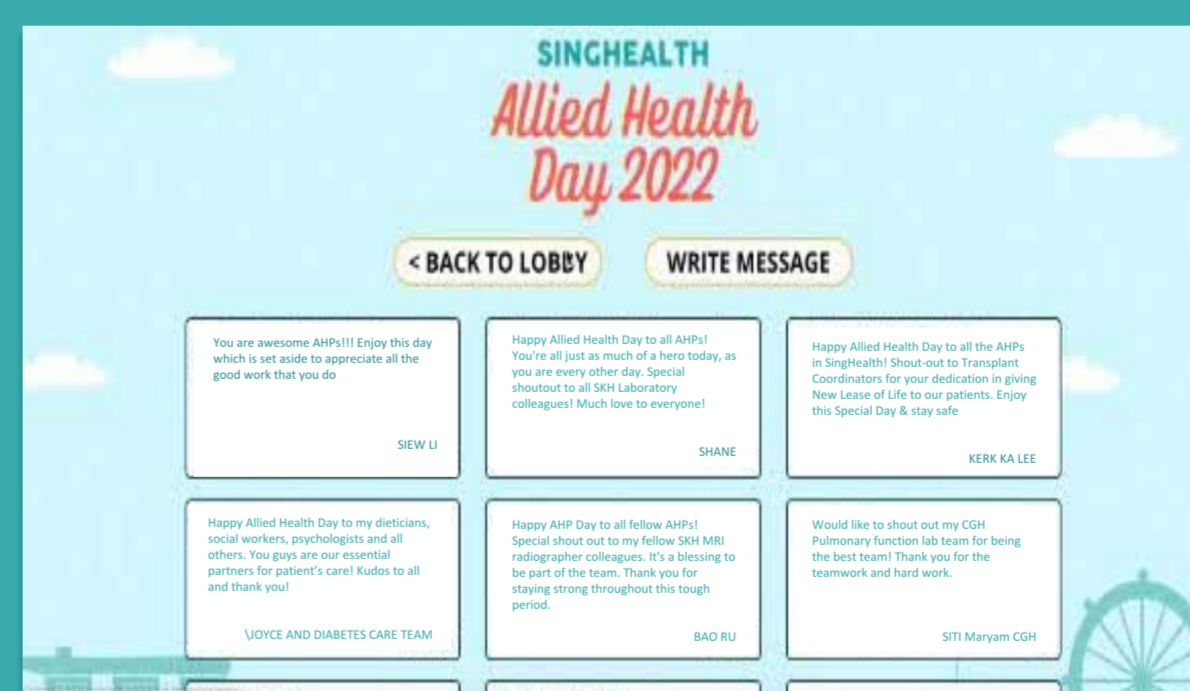 SINGHEALTH
Allied Health
Day 2022
< BACK TO LOBBY
WRITE MESSAGE
You are awesome AHPs!!! Enjoy this day
which is set aside to appreciate all the
good work that you do
SIEW LI
Happy Allied Health Day to all AHPs!
You're all just as much of a hero today, as
you are every other day. Special
shoutout to all SKH Laboratory
colleagues! Much love to everyone!
SHANE
Happy Allied Health Day to all the AHPs
in SingHealth! Shout-out to Transplant
Coordinators for your dedication in giving
New Lease of Life to our patients. Enjoy
this Special Day & stay safe
KERK KA LEE
Happy Allied Health Day to my dieticians,
social workers, psychologists and all
others. You guys are our essential
partners for patient's care! Kudos to all
and thank you!
\JOYCE AND DIABETES CARE TEAM
Happy AHP Day to all fellow AHPs!
Special shout out to my fellow SKH MRI
radiographer colleagues. It's a blessing to
be part of the team. Thank you for
staying strong throughout this tough
period.
BAO RU
Would like to shout out my CGH
Pulmonary function lab team for being
the best team! Thank you for the
teamwork and hard work.
SITI Maryam CGH